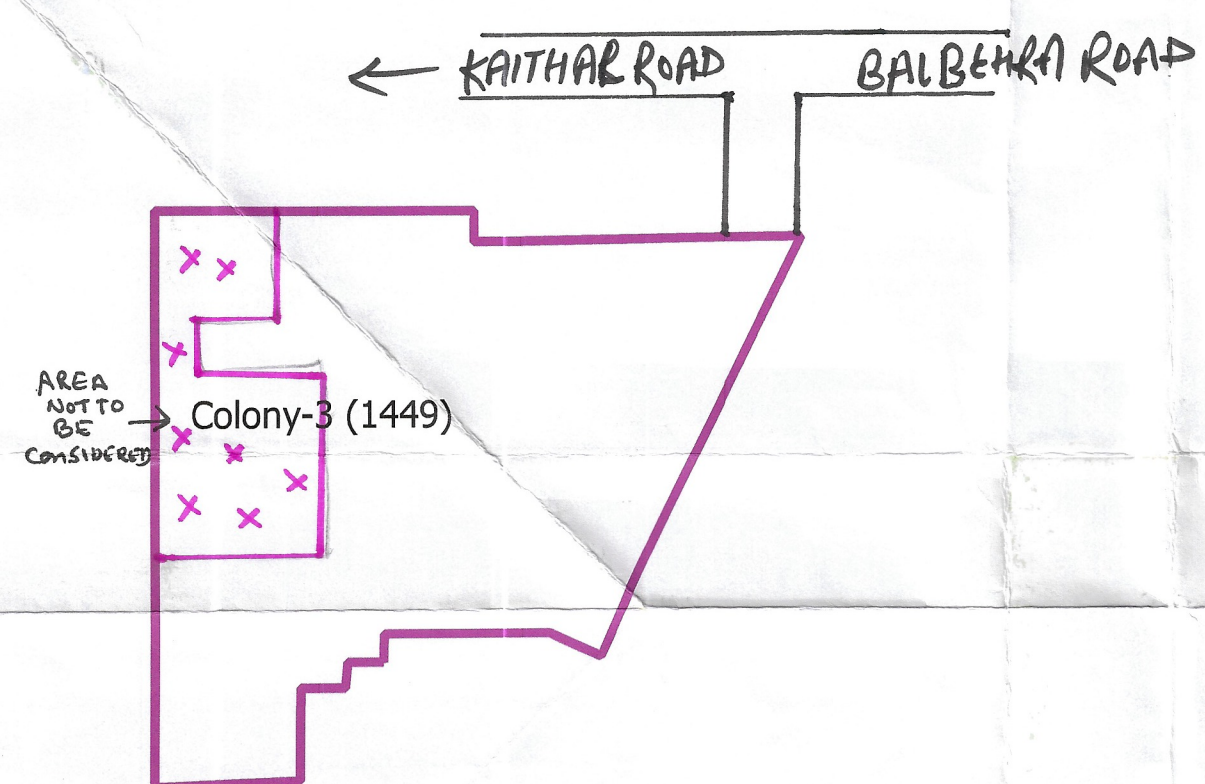 ← KAITHAR ROAD BALBEHRA ROAD
AREA
NOT TO
BE
CONSIDERED
Colony-3 (1449)